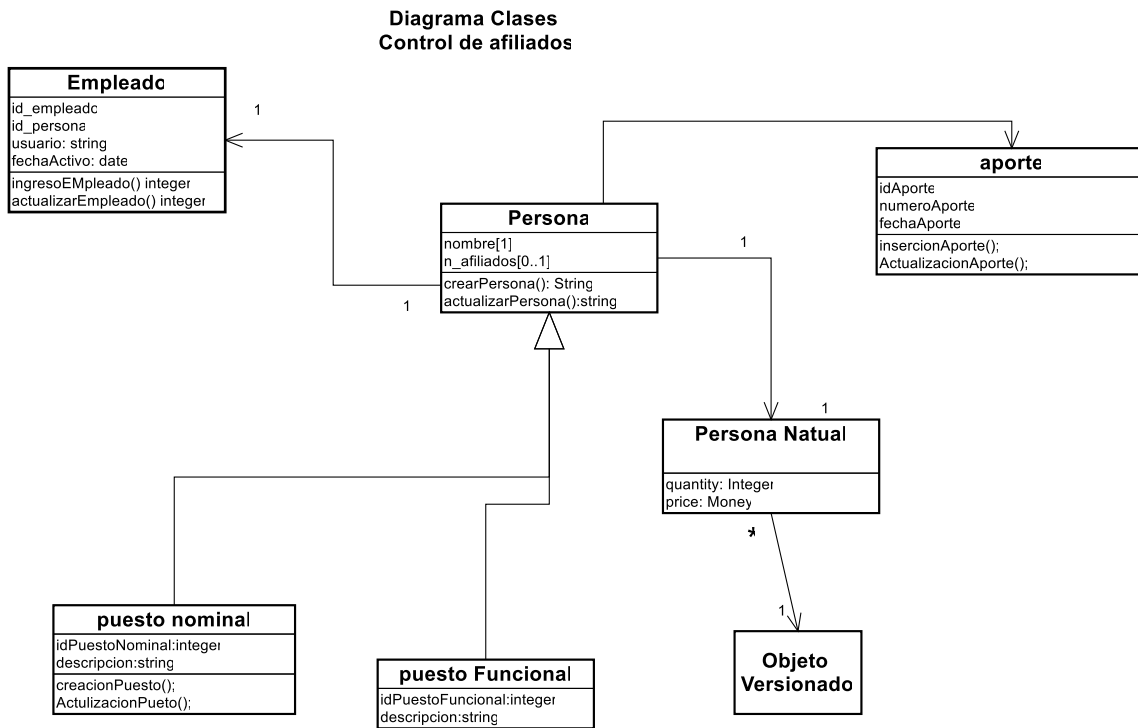 Diagrama Clases
Control de afiliados
Empleado
id_empleado
id_persona
usuario: string
fechaActivo: date
ingresoEMpleado() integer
actualizarEmpleado() integer
1
1
Persona
nombre[1]
n_afiliados[0..1]
crearPersona(): String
actualizarPersona():string
aporte
idAporte
numeroAporte
fechaAporte
insercionAporte();
ActualizacionAporte();
1
1
Persona Natual
quantity: Integer
price: Money
*
1
Objeto
Versionado
puesto nominal
idPuestoNominal:integer
descripcion:string
creacionPuesto();
ActulizacionPueto();
puesto Funcional
idPuestoFuncional:integer
descripcion:string